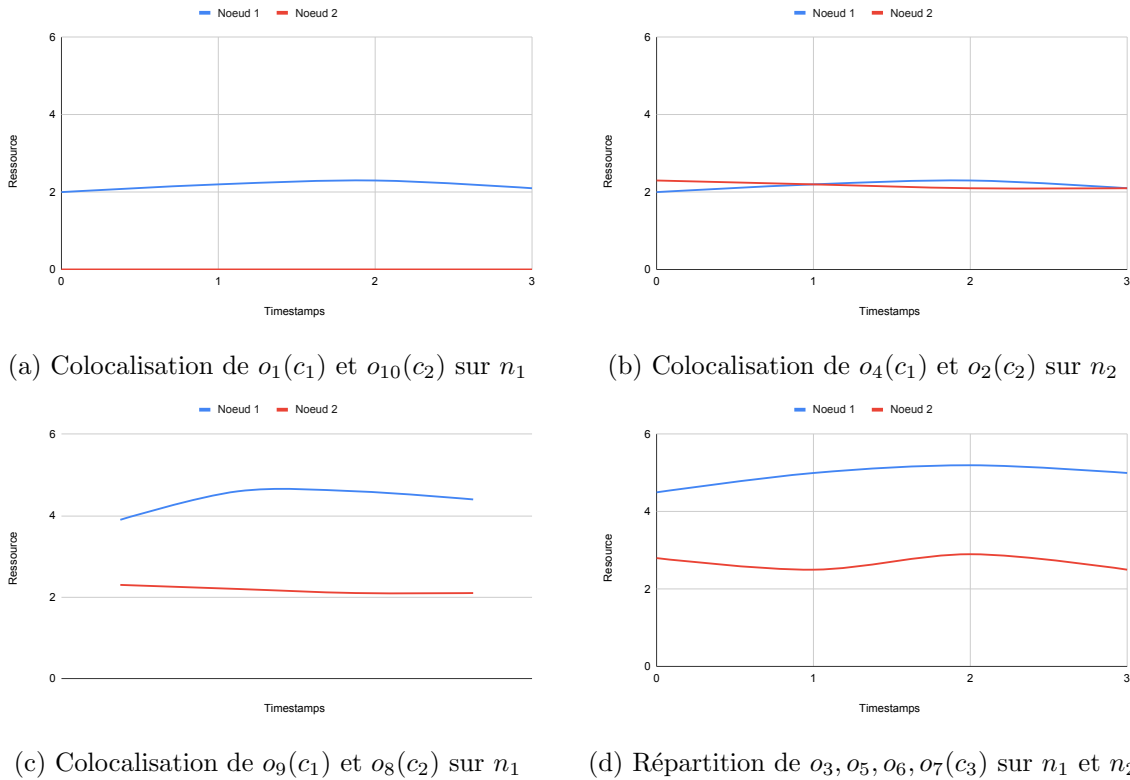 Noeud 1 Noeud 2
6
4
2
0
Ressource
0 1 2 3
Timestamps
(a) Colocalisation de o₁(c₁) et o₁₀(c₂) sur n₁
Noeud 1 Noeud 2
6
4
2
0
Ressource
0 1 2 3
Timestamps
(b) Colocalisation de o₄(c₁) et o₂(c₂) sur n₂
Noeud 1 Noeud 2
6
4
2
0
Ressource
Timestamps
(c) Colocalisation de o₉(c₁) et o₈(c₂) sur n₁
Noeud 1 Noeud 2
6
4
2
0
Ressource
0 1 2 3
Timestamps
(d) Répartition de o₃, o₅, o₆, o₇(c₃) sur n₁ et n₂